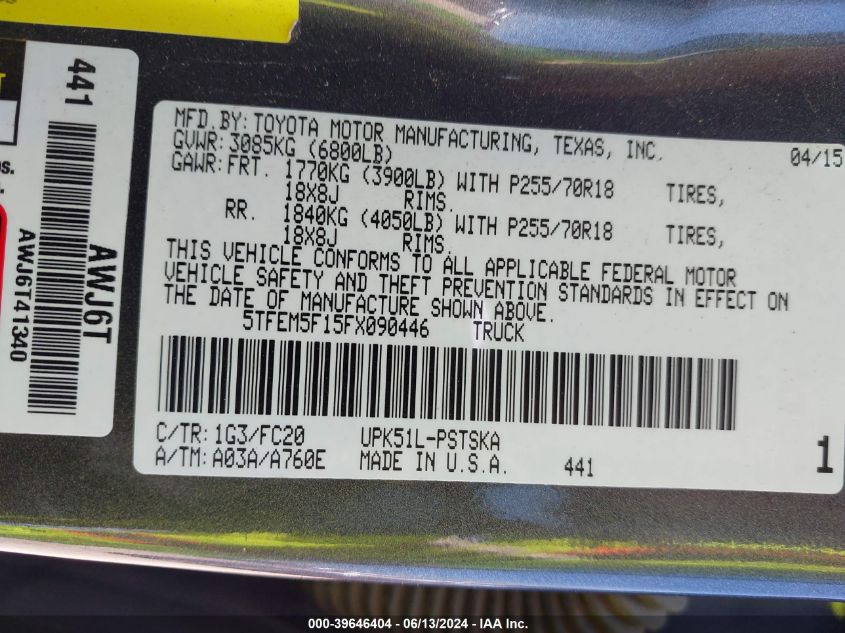 MFD.BY: TOYOTA MOTOR MANUFACTURING, TEXAS, INC. 04/15
GVWR: 3085KG (6800LB)
GAWR: FRT. 1770KG (3900LB) WITH P255/70R18 TIRES,
18X8J RIMS.
RR. 1840KG (4050LB) WITH P255/70R18 TIRES,
18X8J RIMS.
THIS VEHICLE CONFORMS TO ALL APPLICABLE FEDERAL MOTOR
VEHICLE SAFETY AND THEFT PREVENTION STANDARDS IN EFFECT ON
THE DATE OF MANUFACTURE SHOWN ABOVE.
5TFEM5F15FX090446 TRUCK
C/TR: 1G3/FC20 UPK51L-PSTSKA
A/TM: A03A/A760E MADE IN U.S.A. 441 1
441
AWJ6T
AWJ6T41340
000-39646404 - 06/13/2024 - IAA Inc.